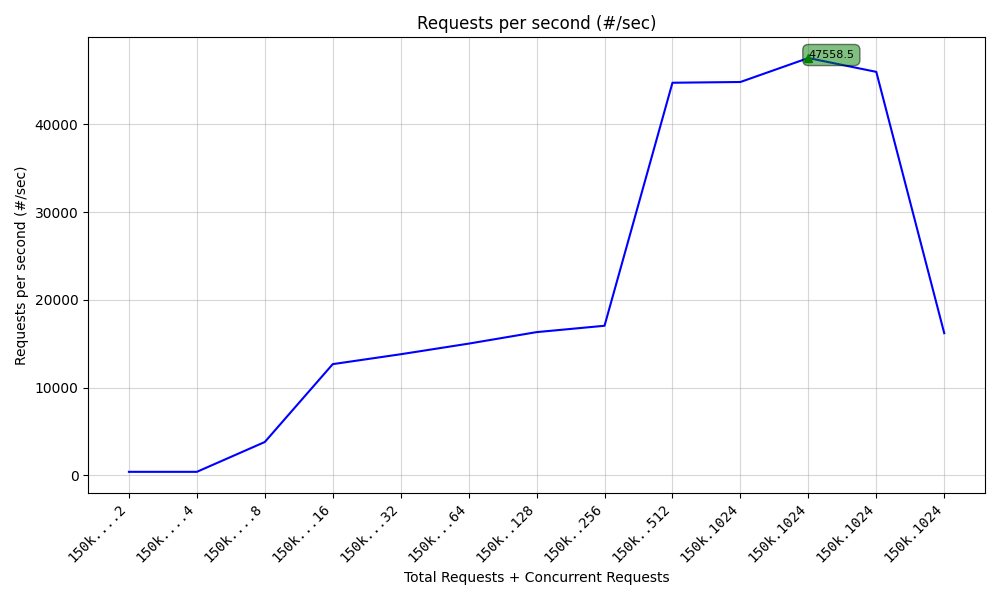 Requests per second (#/sec)
47558.5
40000
30000
20000
10000
0
Requests per second (#/sec)
150k....2
150k....4
150k....8
150k...16
150k...32
150k...64
150k..128
150k..256
150k..512
150k.1024
150k.1024
150k.1024
150k.1024
Total Requests + Concurrent Requests